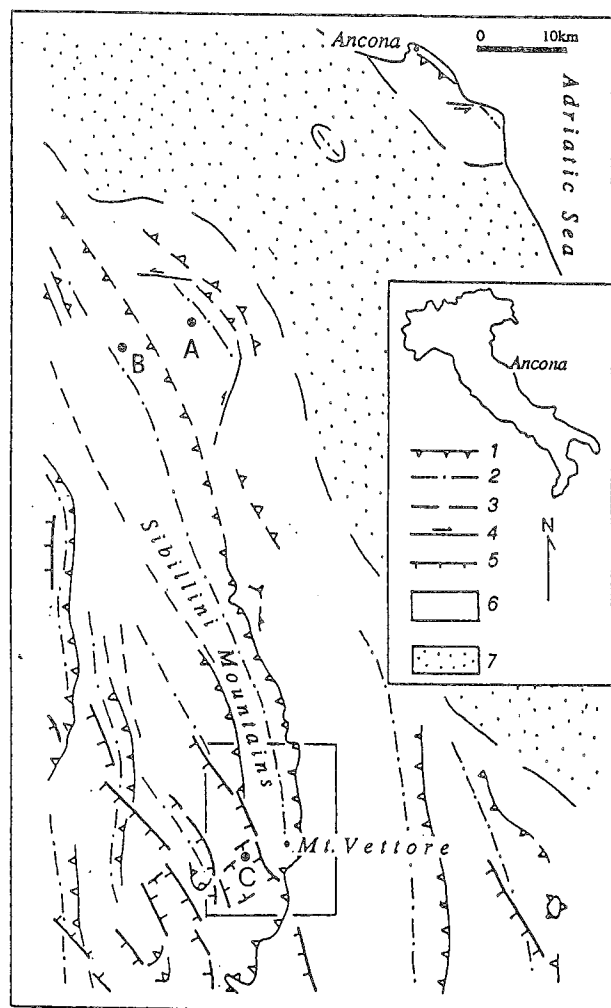 0 10km
Ancona
Adriatic Sea
Ancona
A
B
1
2
3
4
5
6
7
N
Sibillini Mountains
Mt. Vettore
C